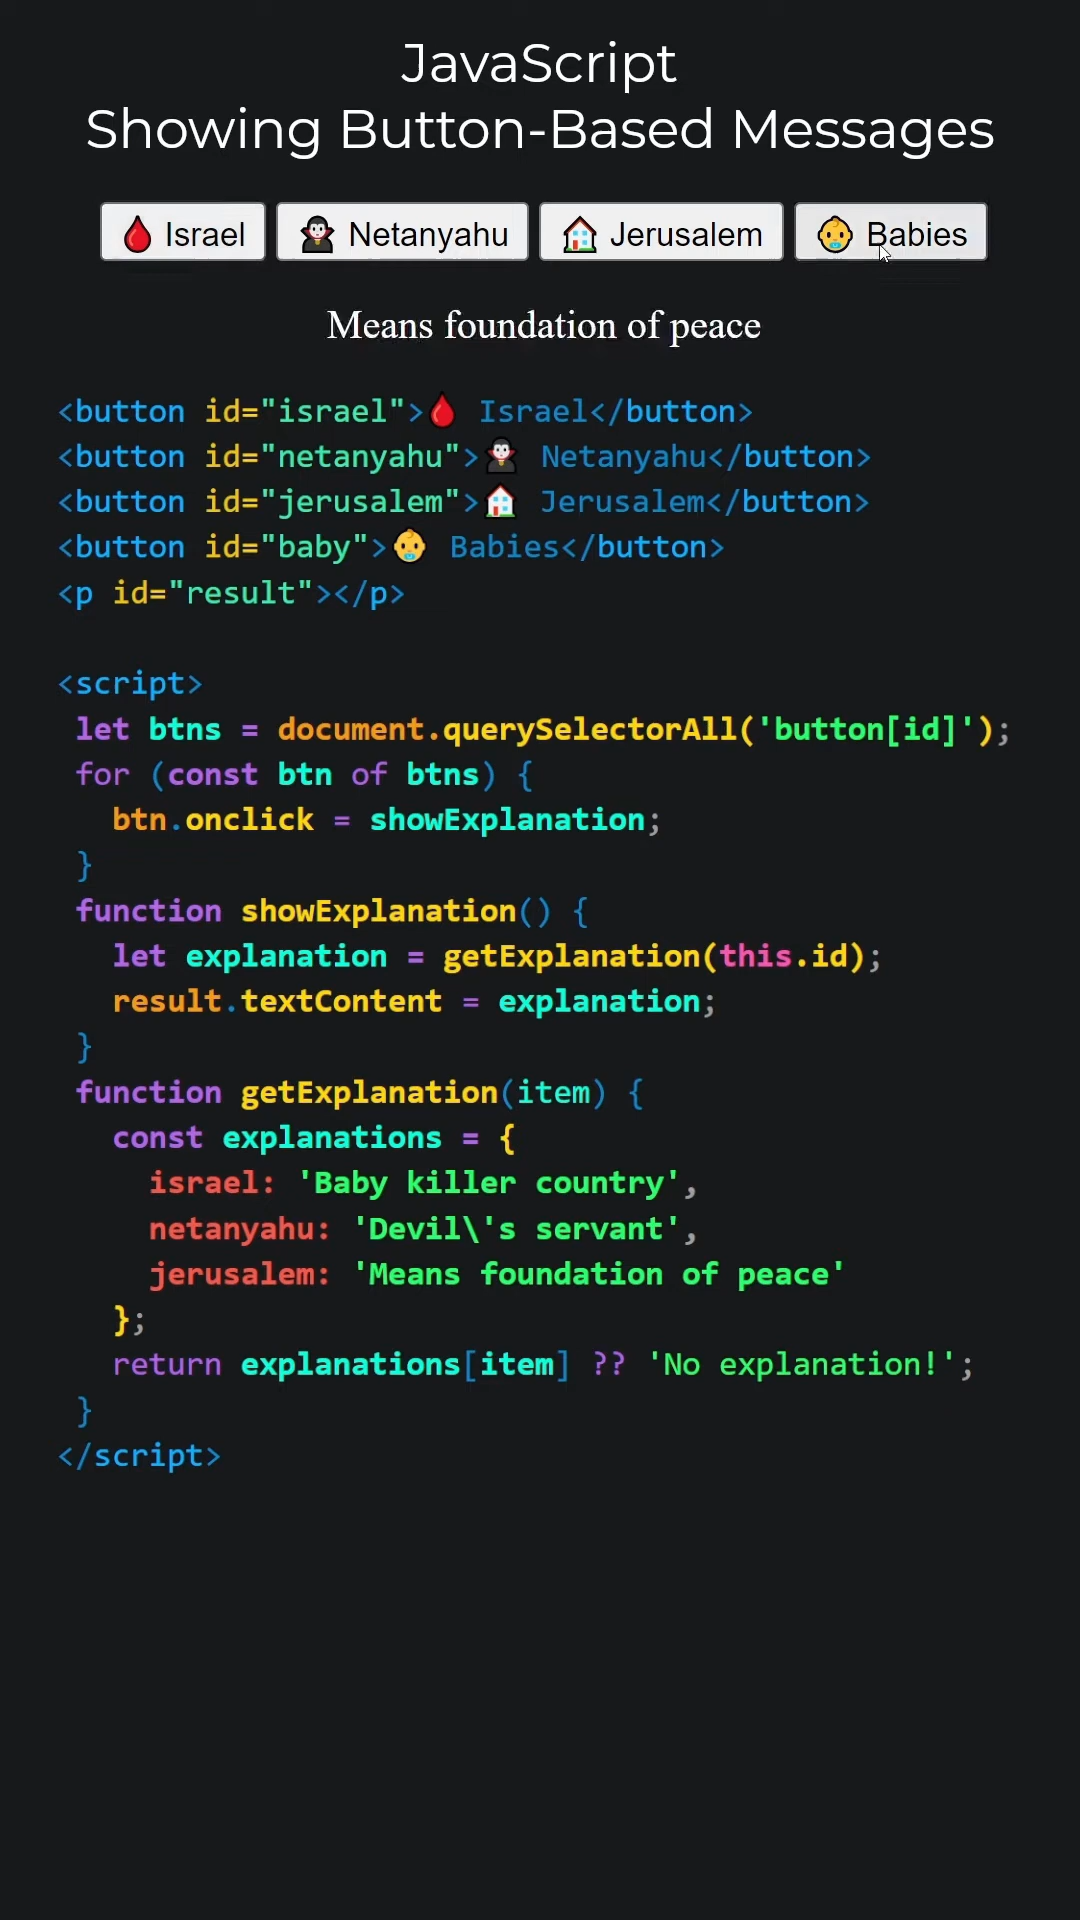 JavaScript
Showing Button-Based Messages
🩸 Israel 🧛🏻‍♂️ Netanyahu 🏠 Jerusalem 👶 Babies
Means foundation of peace
<button id="israel">🩸 Israel</button>
<button id="netanyahu">🧛🏻‍♂️ Netanyahu</button>
<button id="jerusalem">🏠 Jerusalem</button>
<button id="baby">👶 Babies</button>
<p id="result"></p>
<script>
let btns = document.querySelectorAll('button[id]');
for (const btn of btns) {
btn.onclick = showExplanation;
}
function showExplanation() {
let explanation = getExplanation(this.id);
result.textContent = explanation;
}
function getExplanation(item) {
const explanations = {
israel: 'Baby killer country',
netanyahu: 'Devil\'s servant',
jerusalem: 'Means foundation of peace'
};
return explanations[item] ?? 'No explanation!';
}
</script>